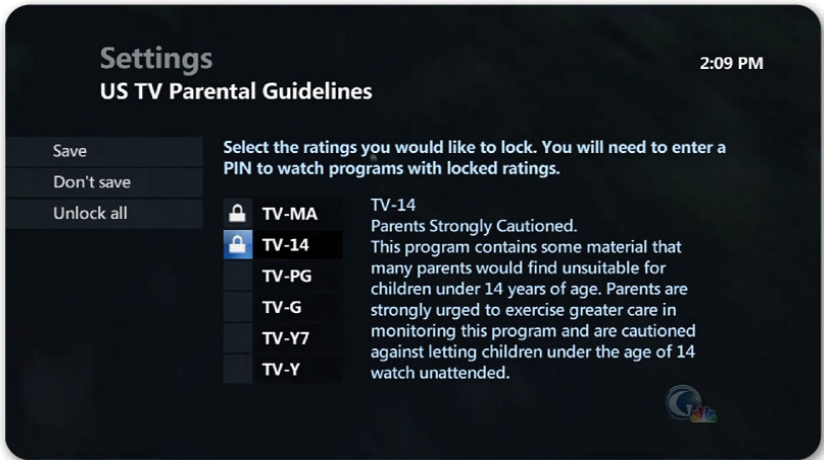 Settings
2:09 PM
US TV Parental Guidelines
Save
Don't save
Unlock all
Select the ratings you would like to lock. You will need to enter a
PIN to watch programs with locked ratings.
TV-MA
TV-14
TV-PG
TV-G
TV-Y7
TV-Y
TV-14
Parents Strongly Cautioned.
This program contains some material that
many parents would find unsuitable for
children under 14 years of age. Parents are
strongly urged to exercise greater care in
monitoring this program and are cautioned
against letting children under the age of 14
watch unattended.